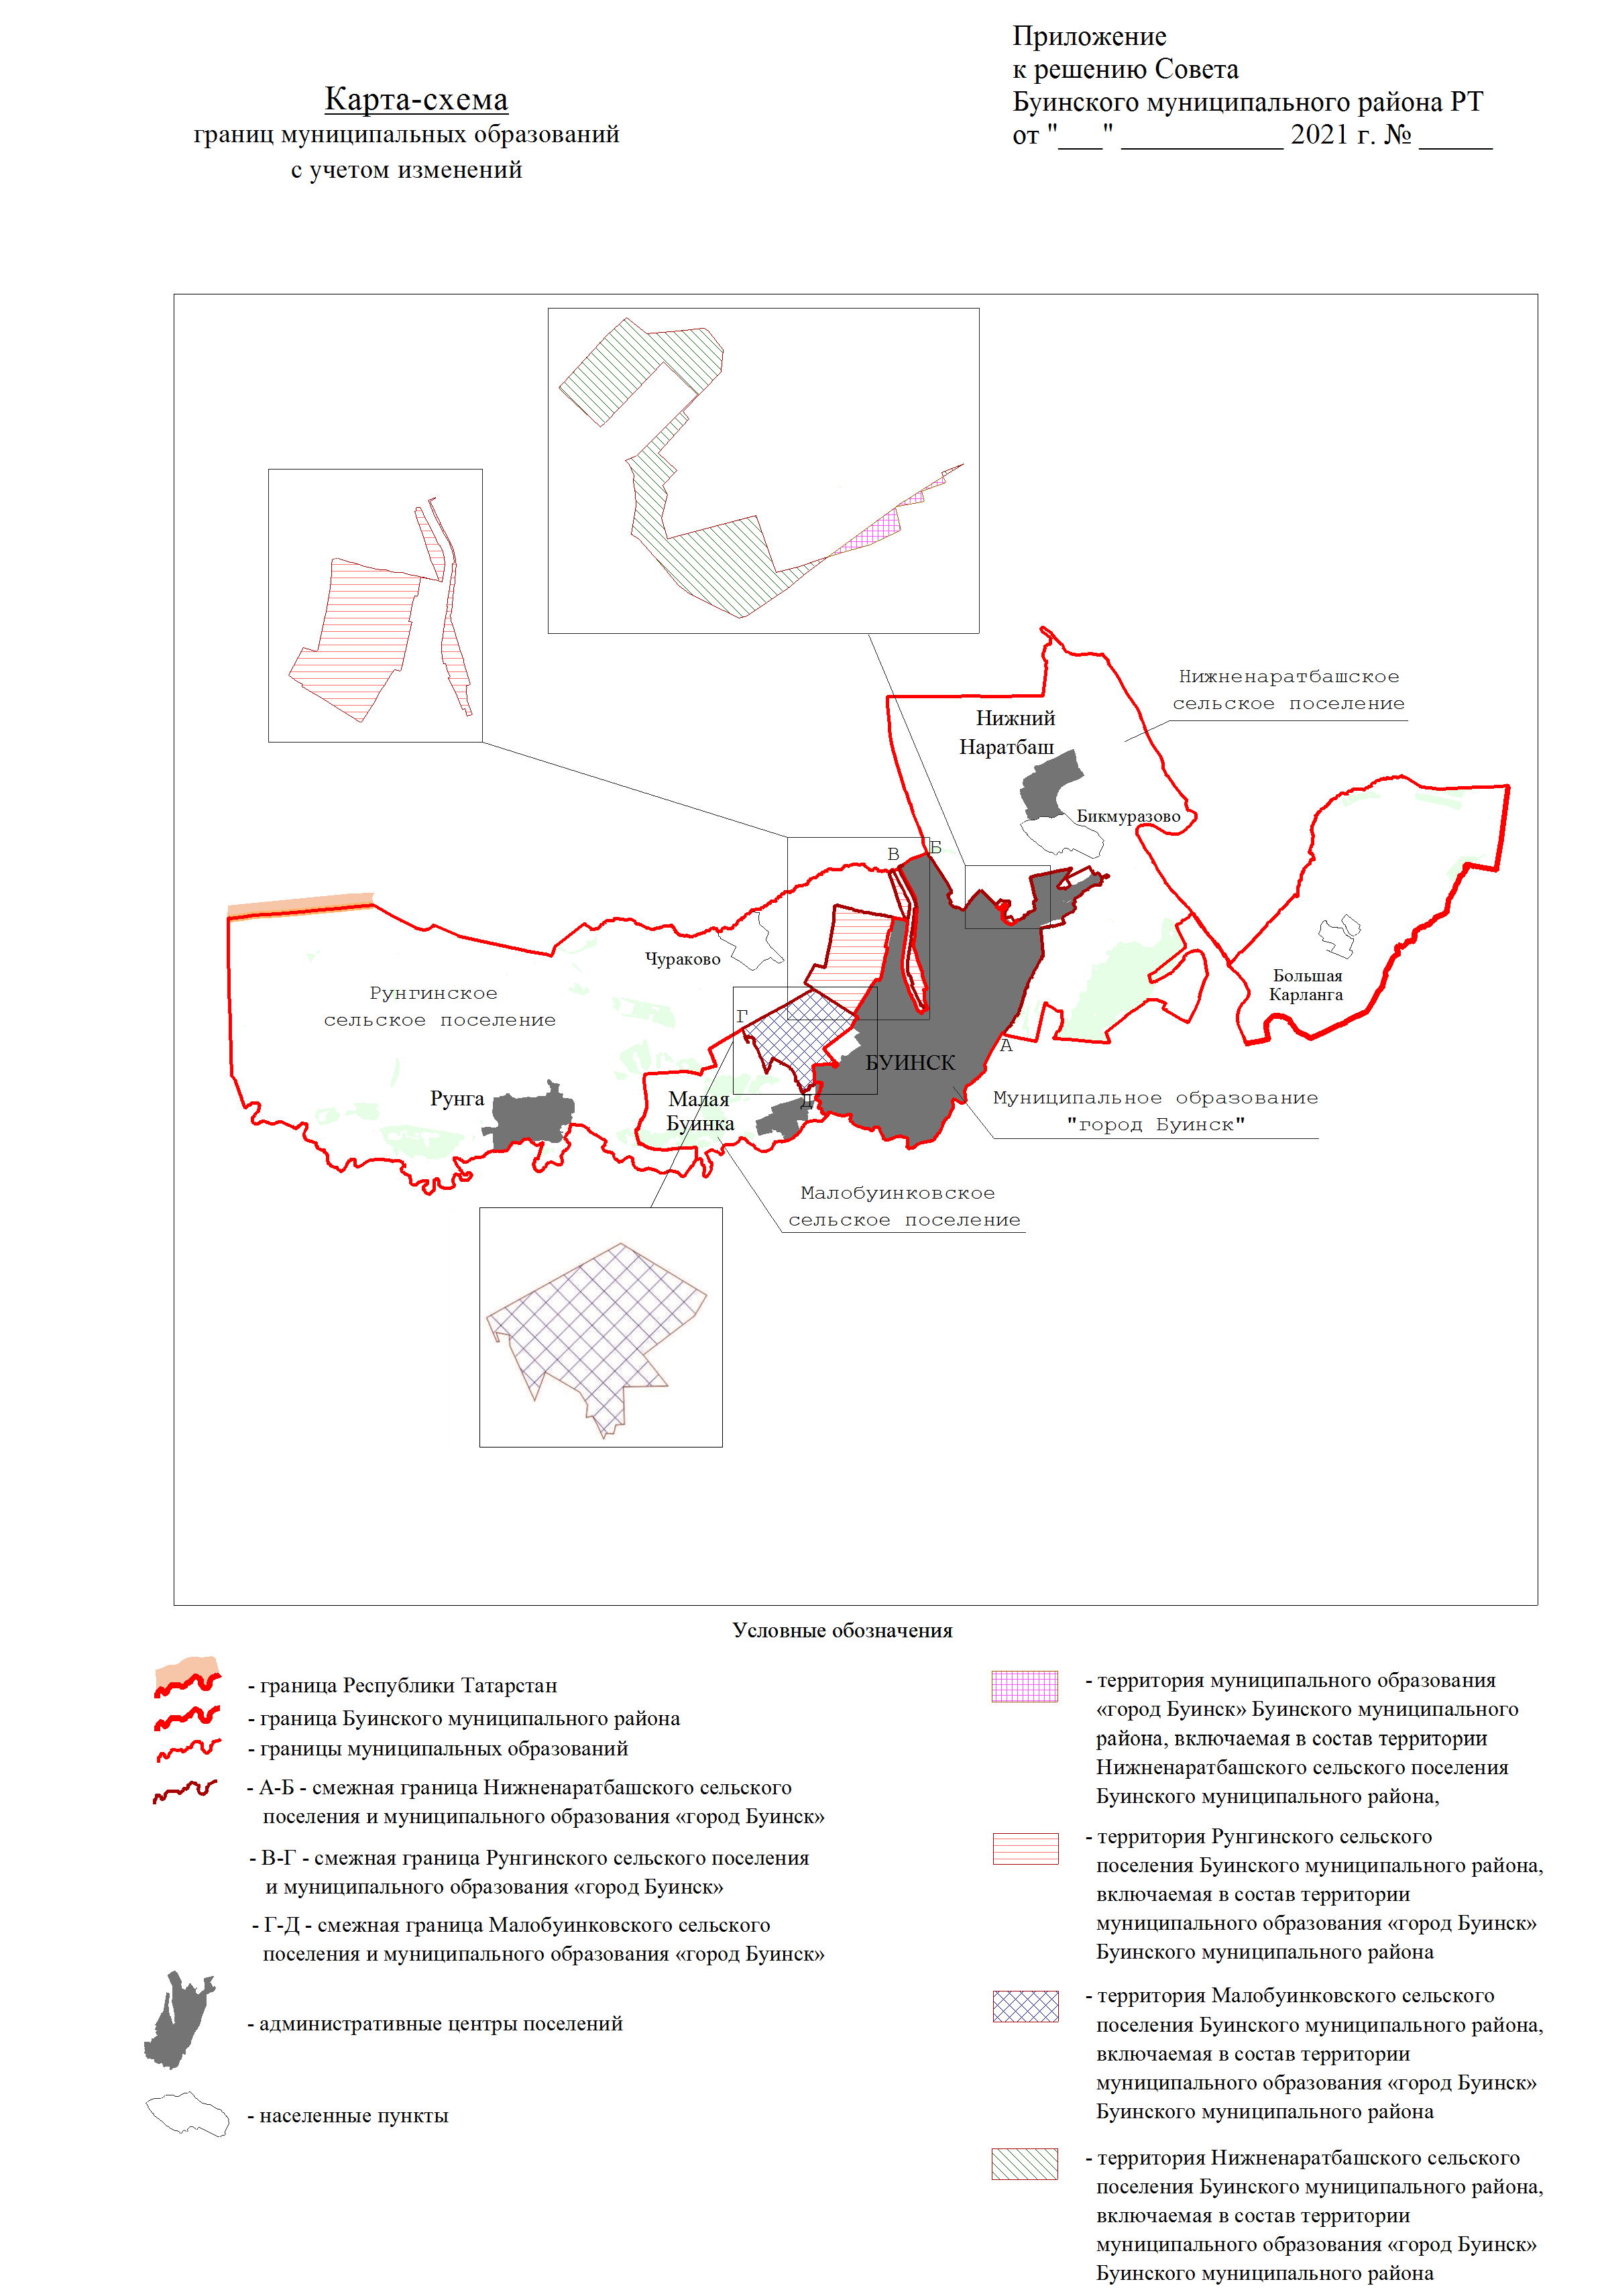 Приложение
к решению Совета
Буинского муниципального района РТ
от "___" ___________ 2021 г. № _____
Карта-схема
границ муниципальных образований
с учетом изменений
Нижненаратбашское
сельское поселение
Нижний
Наратбаш
Бикмуразово
В
Б
Чураково
Большая
Карланга
Рунгинское
сельское поселение
Г
А
БУИНСК
Рунга
Малая
Буинка
Д
Муниципальное образование
"город Буинск"
Малобуинковское
сельское поселение
Условные обозначения
- граница Республики Татарстан
- граница Буинского муниципального района
- границы муниципальных образований
- А-Б - смежная граница Нижненаратбашского сельского
поселения и муниципального образования «город Буинск»
- В-Г - смежная граница Рунгинского сельского поселения
и муниципального образования «город Буинск»
- Г-Д - смежная граница Малобуинковского сельского
поселения и муниципального образования «город Буинск»
- административные центры поселений
- населенные пункты
- территория муниципального образования
«город Буинск» Буинского муниципального
района, включаемая в состав территории
Нижненаратбашского сельского поселения
Буинского муниципального района,
- территория Рунгинского сельского
поселения Буинского муниципального района,
включаемая в состав территории
муниципального образования «город Буинск»
Буинского муниципального района
- территория Малобуинковского сельского
поселения Буинского муниципального района,
включаемая в состав территории
муниципального образования «город Буинск»
Буинского муниципального района
- территория Нижненаратбашского сельского
поселения Буинского муниципального района,
включаемая в состав территории
муниципального образования «город Буинск»
Буинского муниципального района